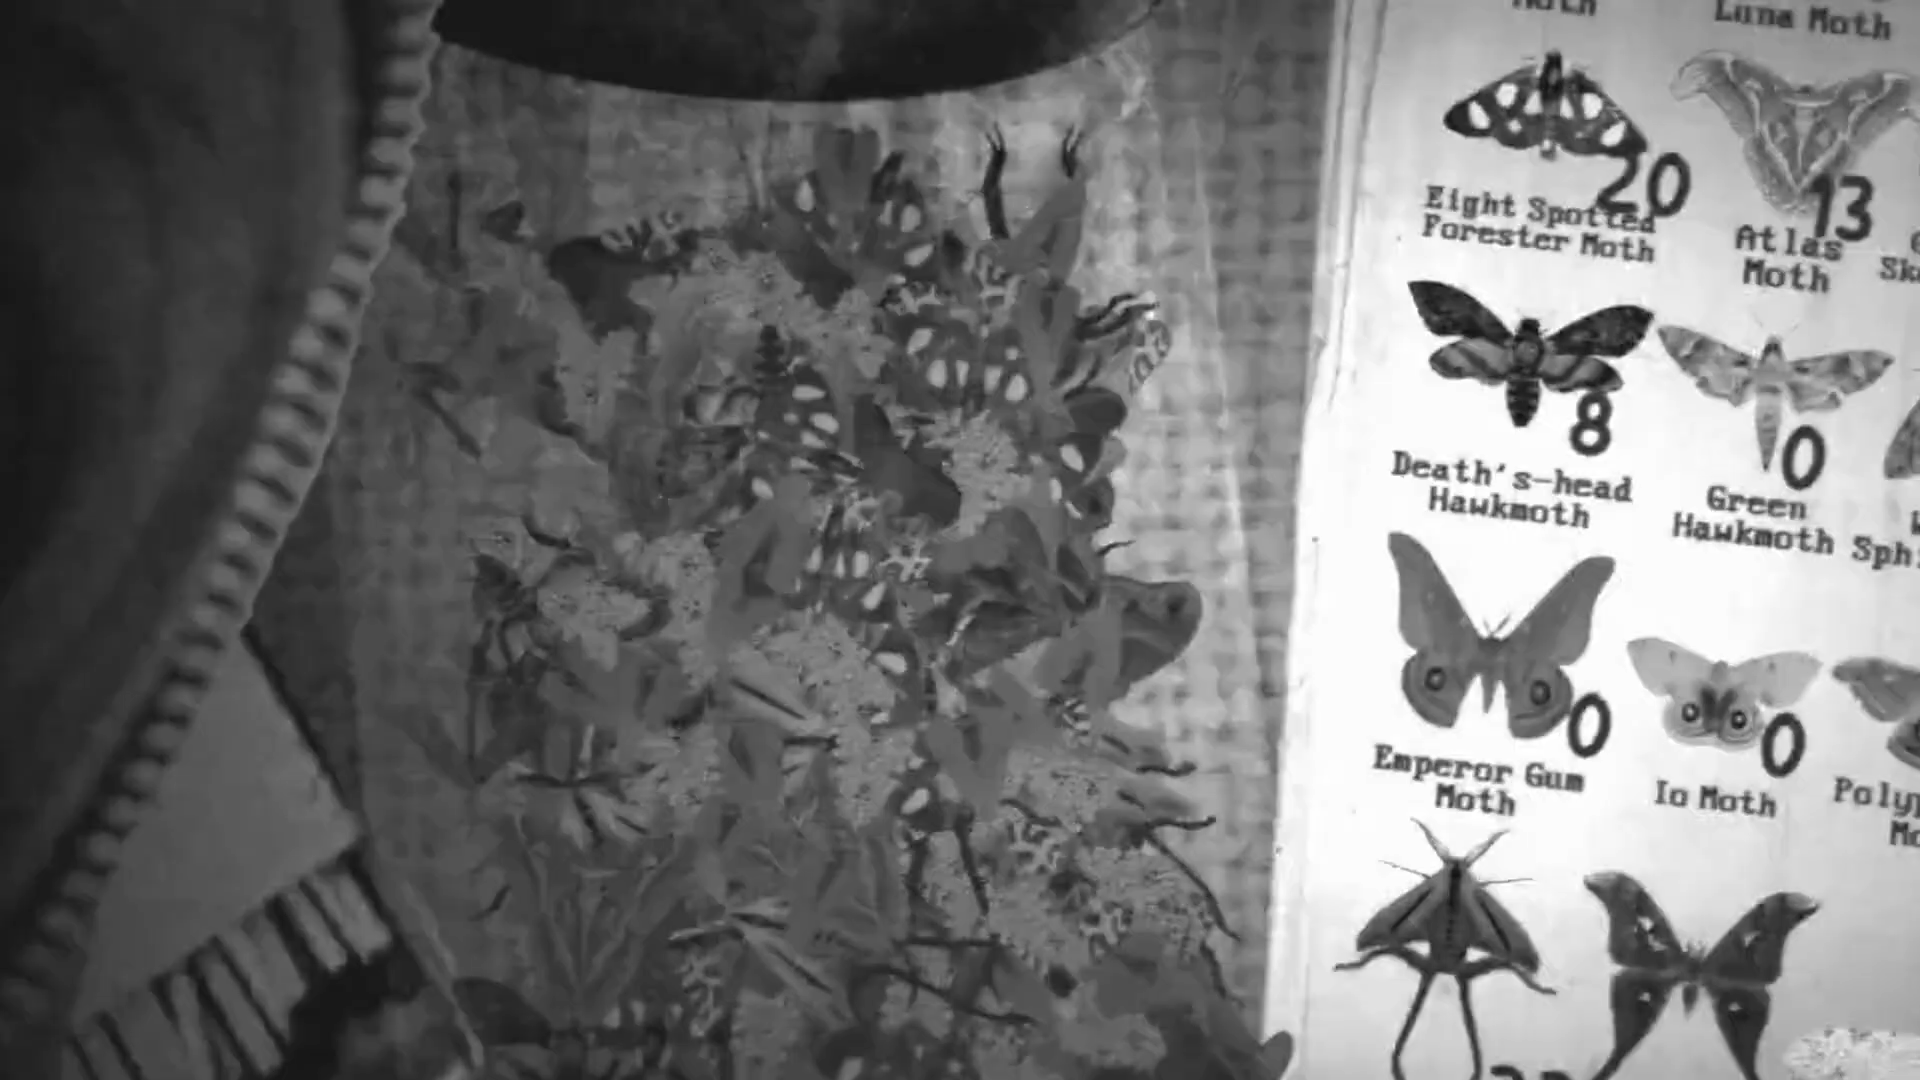 Moth
Luna Moth
20
13
Eight Spotted
Forester Moth
Atlas
Moth
8
0
Death's-head
Hawkmoth
Green
Hawkmoth
0
0
Emperor Gum
Moth
Io Moth